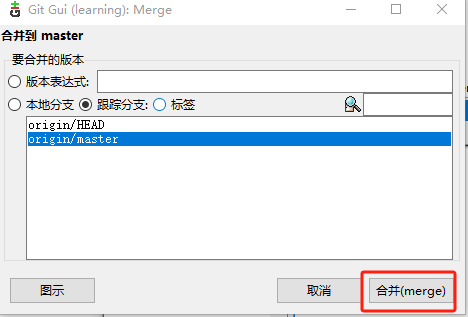 Git Gui (learning): Merge
合并到 master
要合并的版本
版本表达式:
本地分支 跟踪分支: 标签
origin/HEAD
origin/master
图示 取消 合并(merge)